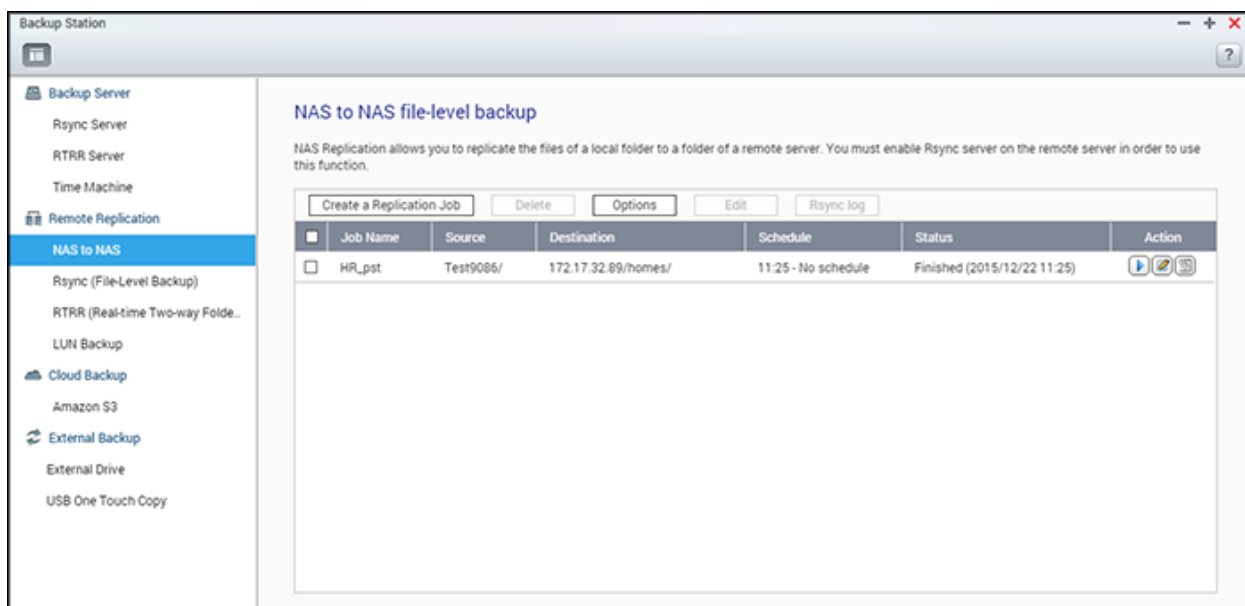 Backup Station
?
Backup Server
Rsync Server
RTRR Server
Time Machine
Remote Replication
NAS to NAS
Rsync (File-Level Backup)
RTRR (Real-time Two-way Folde..
LUN Backup
Cloud Backup
Amazon S3
External Backup
External Drive
USB One Touch Copy
NAS to NAS file-level backup
NAS Replication allows you to replicate the files of a local folder to a folder of a remote server. You must enable Rsync server on the remote server in order to use
this function.
Create a Replication Job Delete Options Edit Rsync log
Job Name Source Destination Schedule Status Action
HR_pst Test9086/ 172.17.32.89/homes/ 11:25 - No schedule Finished (2015/12/22 11:25)